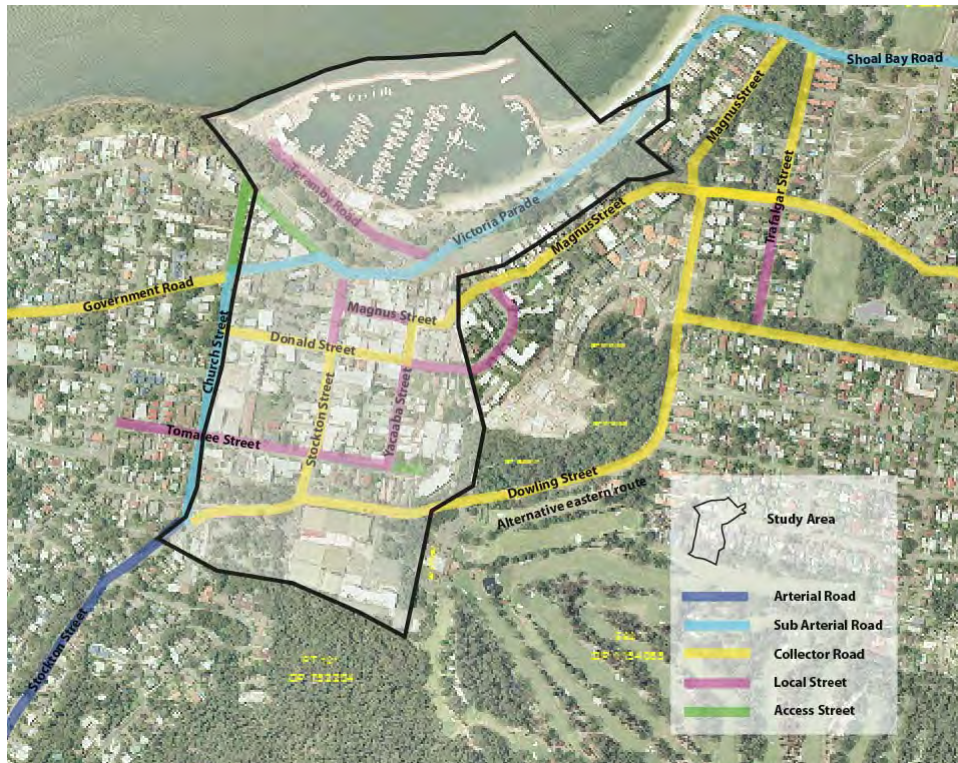 Shoal Bay Road
Magnus Street
Trafalgar Street
Teramby Road
Victoria Parade
Magnus Street
Government Road
Magnus Street
Donald Street
Church Street
Stockton Street
Yacaaba Street
Tomaree Street
Dowling Street
Alternative eastern route
Stockton Street
Study Area
Arterial Road
Sub Arterial Road
Collector Road
Local Street
Access Street